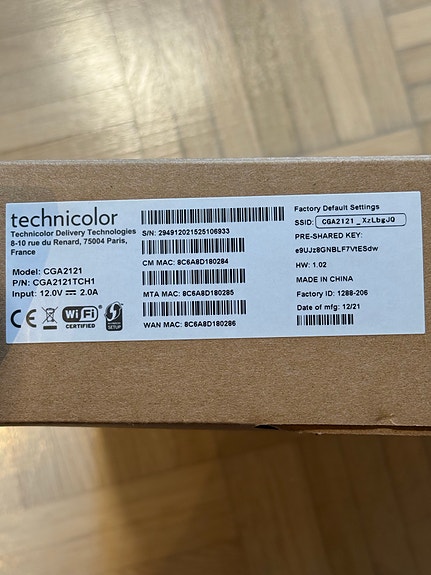 technicolor
Technicolor Delivery Technologies
8-10 rue du Renard, 75004 Paris,
France
Model: CGA2121
P/N: CGA2121TCH1
Input: 12.0V ⎓ 2.0A
CE
Wi Fi
CERTIFIED
SETUP
S/N: 294912021525106933
CM MAC: 8C6A8D180284
MTA MAC: 8C6A8D180285
WAN MAC: 8C6A8D180286
Factory Default Settings
SSID: CGA2121_XzLbgJQ
PRE-SHARED KEY:
e9UJz8GNBLF7VtESdw
HW: 1.02
MADE IN CHINA
Factory ID: 1288-206
Date of mfg: 12/21